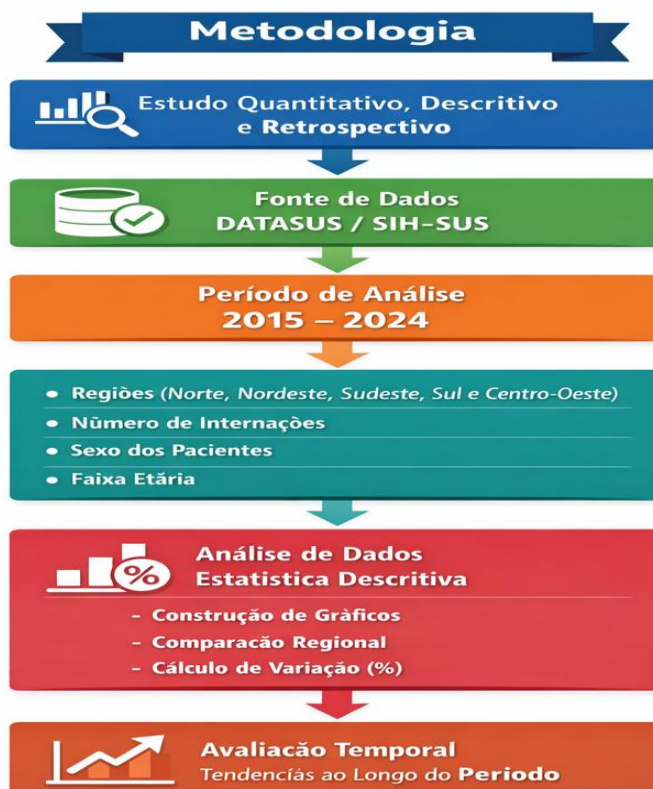 Metodologia
Estudo Quantitativo, Descritivo
e Retrospectivo
Fonte de Dados
DATASUS / SIH-SUS
Período de Análise
2015 – 2024
• Regiões (Norte, Nordeste, Sudeste, Sul e Centro-Oeste)
• Nũmero de Internações
• Sexo dos Pacientes
• Faixa Etãria
%
Análise de Dados
Estatistica Descritiva
- Construção de Gràficos
- Comparacão Regional
- Cálculo de Variação (%)
Avaliacão Temporal
Tendencíás ao Longo do Periodo